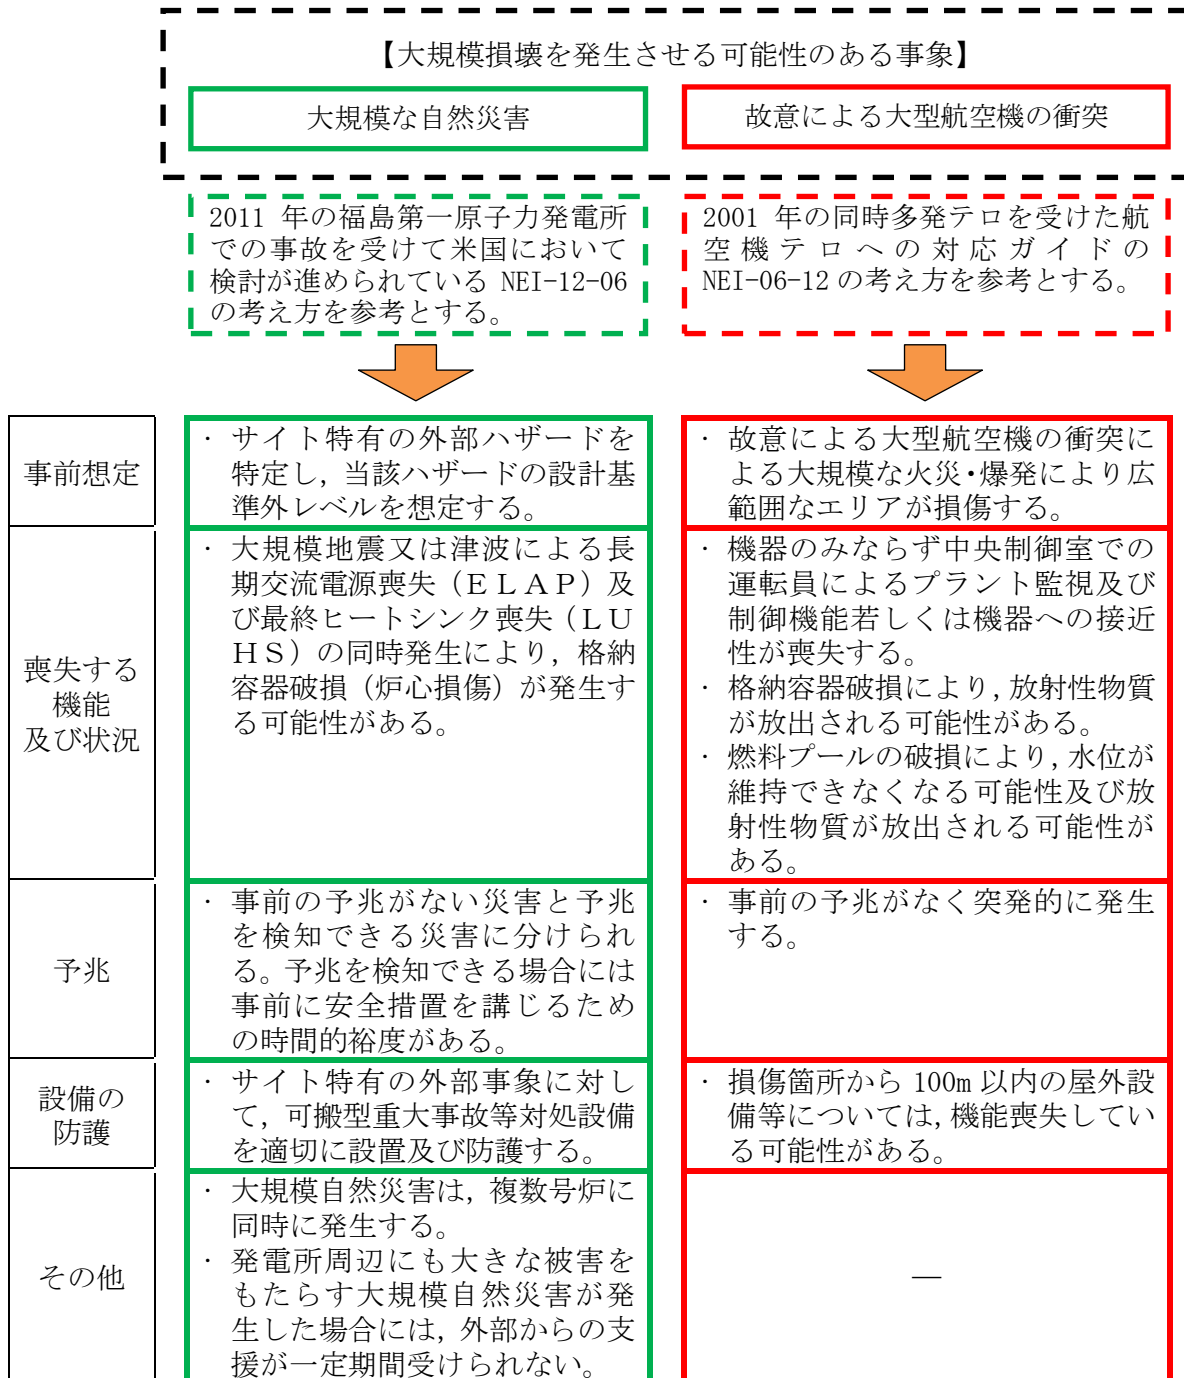 【大規模損壊を発生させる可能性のある事象】
大規模な自然災害
故意による大型航空機の衝突
2011 年の福島第一原子力発電所
での事故を受けて米国において
検討が進められている NEI-12-06
の考え方を参考とする。
2001 年の同時多発テロを受けた航
空機テロへの対応ガイドの
NEI-06-12 の考え方を参考とする。
事前想定
・ サイト特有の外部ハザードを
特定し，当該ハザードの設計基
準外レベルを想定する。
・ 故意による大型航空機の衝突に
よる大規模な火災・爆発により広
範囲なエリアが損傷する。
喪失する
機能
及び状況
・ 大規模地震又は津波による長
期交流電源喪失（ＥＬＡＰ）及
び最終ヒートシンク喪失（ＬＵ
ＨＳ）の同時発生により，格納
容器破損（炉心損傷）が発生す
る可能性がある。
・ 機器のみならず中央制御室での
運転員によるプラント監視及び
制御機能若しくは機器への接近
性が喪失する。
・ 格納容器破損により，放射性物質
が放出される可能性がある。
・ 燃料プールの破損により，水位が
維持できなくなる可能性及び放
射性物質が放出される可能性が
ある。
予兆
・ 事前の予兆がない災害と予兆
を検知できる災害に分けられ
る。予兆を検知できる場合には
事前に安全措置を講じるため
の時間的裕度がある。
・ 事前の予兆がなく突発的に発生
する。
設備の
防護
・ サイト特有の外部事象に対し
て，可搬型重大事故等対処設備
を適切に設置及び防護する。
・ 損傷箇所から 100m 以内の屋外設
備等については，機能喪失してい
る可能性がある。
その他
・ 大規模自然災害は，複数号炉に
同時に発生する。
・ 発電所周辺にも大きな被害を
もたらす大規模自然災害が発
生した場合には，外部からの支
援が一定期間受けられない。
―